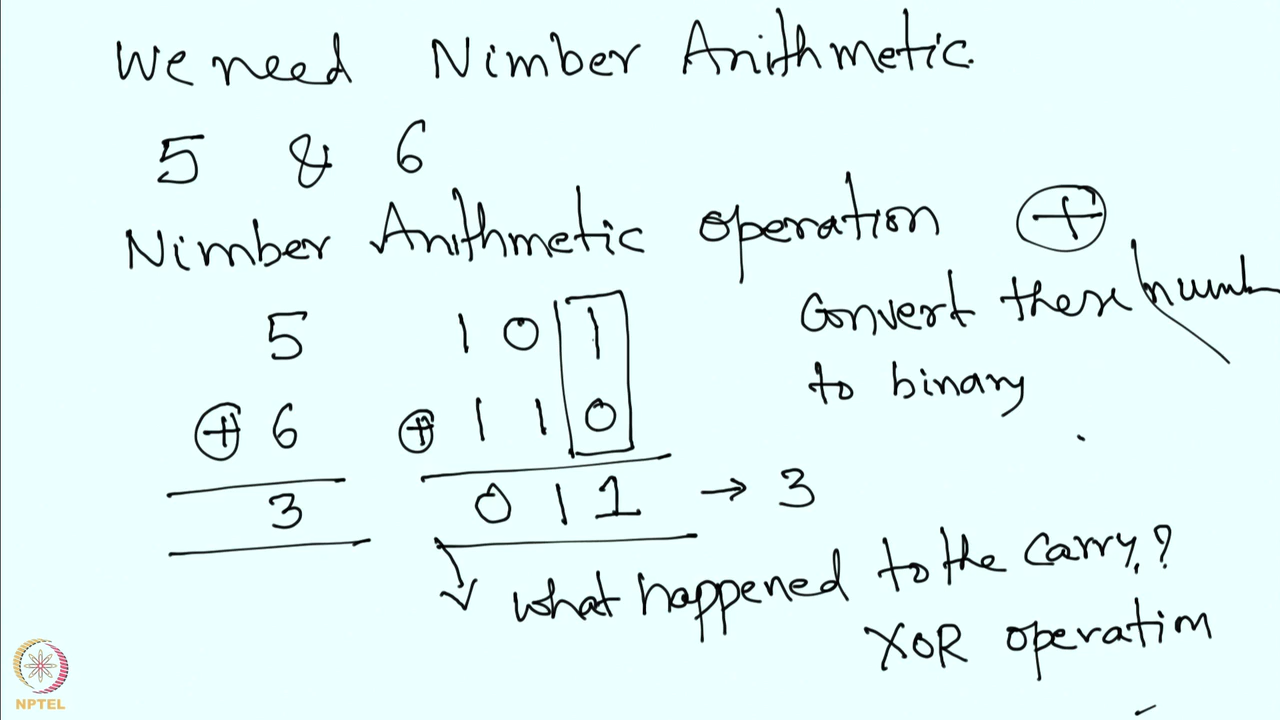 We need Nimber Arithmetic.
5 & 6
Nimber Arithmetic operation ⊕
Convert these numb
to binary
5 1 0 1
⊕ 6 ⊕ 1 1 0
3 0 1 1 → 3
what happened to the carry?
XOR operation
NPTEL